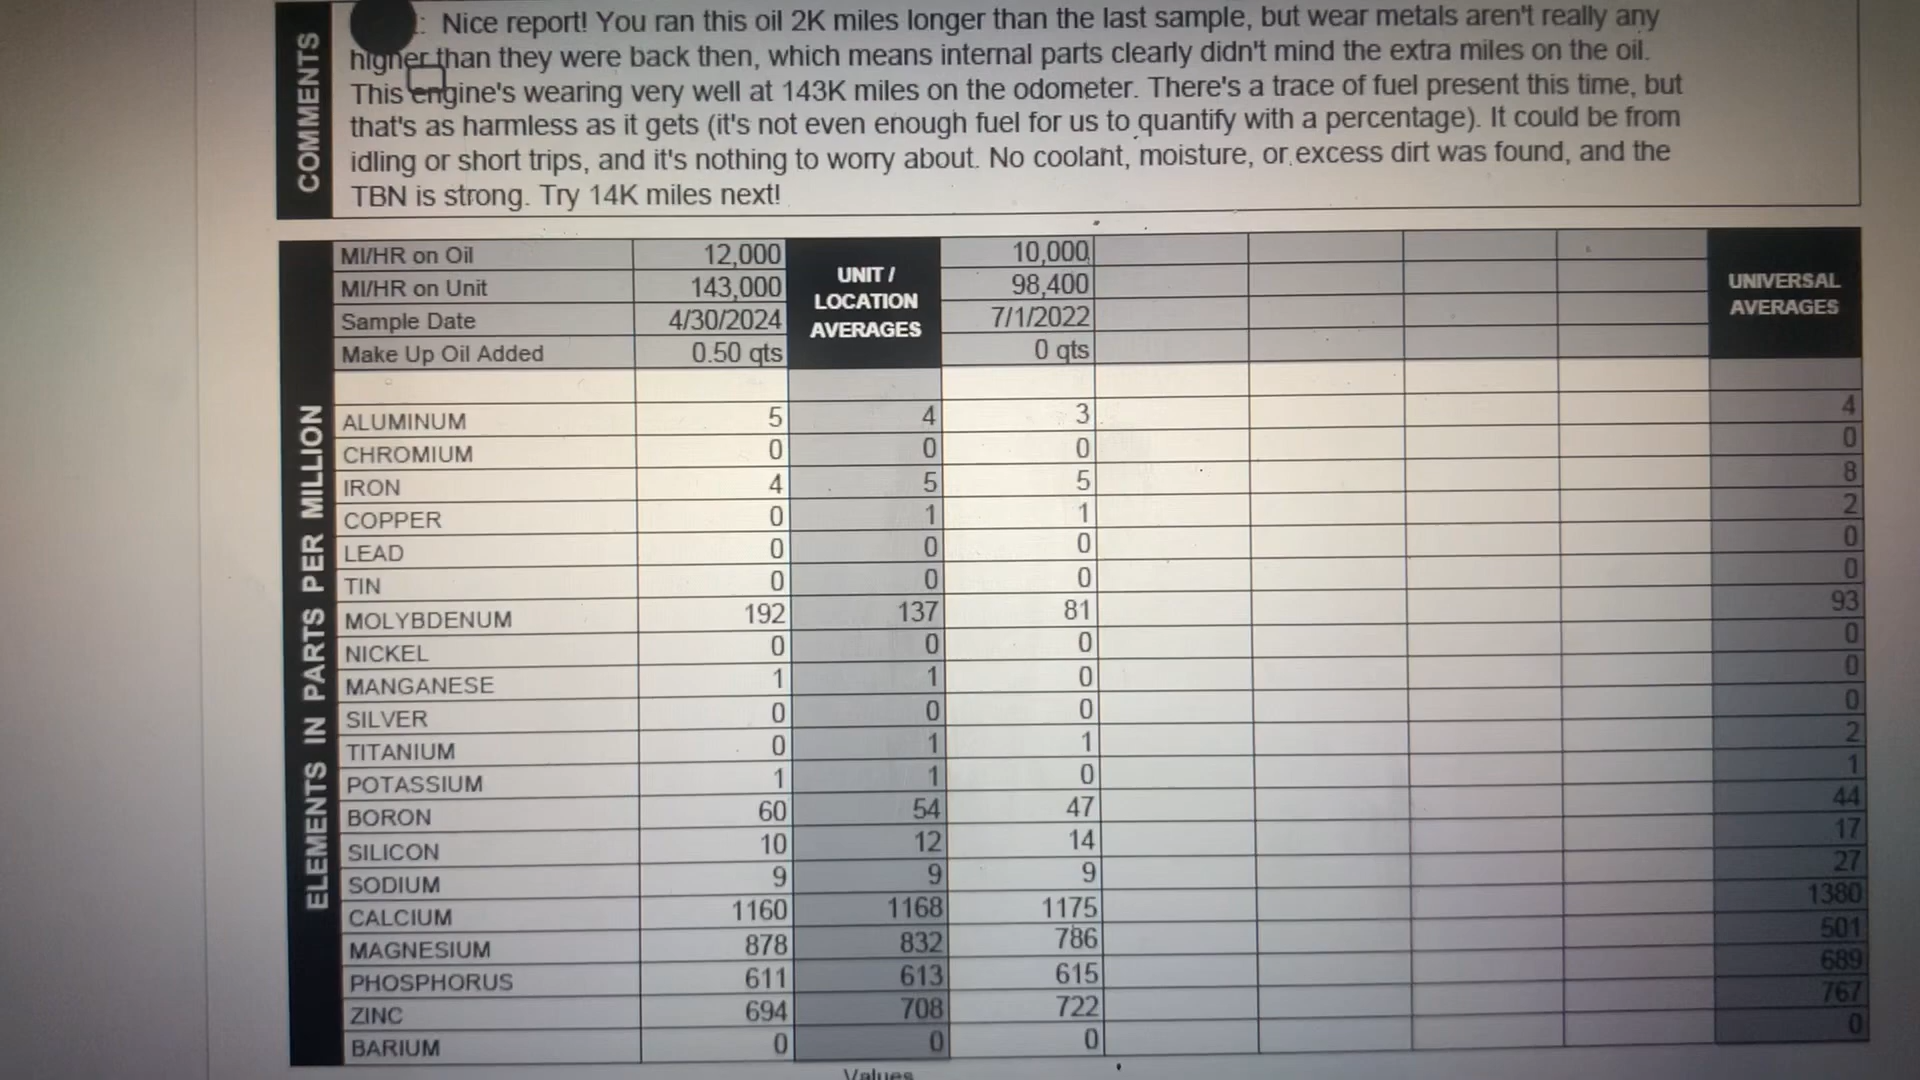 COMMENTS
: Nice report! You ran this oil 2K miles longer than the last sample, but wear metals aren't really any
higher than they were back then, which means internal parts clearly didn't mind the extra miles on the oil.
This engine's wearing very well at 143K miles on the odometer. There's a trace of fuel present this time, but
that's as harmless as it gets (it's not even enough fuel for us to quantify with a percentage). It could be from
idling or short trips, and it's nothing to worry about. No coolant, moisture, or excess dirt was found, and the
TBN is strong. Try 14K miles next!
ELEMENTS IN PARTS PER MILLION
MI/HR on Oil 12,000 10,000
MI/HR on Unit 143,000 98,400
Sample Date 4/30/2024 7/1/2022
Make Up Oil Added 0.50 qts 0 qts
UNIT /
LOCATION
AVERAGES
UNIVERSAL
AVERAGES
ALUMINUM 5 4 3 4
CHROMIUM 0 0 0 0
IRON 4 5 5 8
COPPER 0 1 1 2
LEAD 0 0 0 0
TIN 0 0 0 0
MOLYBDENUM 192 137 81 93
NICKEL 0 0 0 0
MANGANESE 1 1 0 0
SILVER 0 0 0 0
TITANIUM 0 1 1 2
POTASSIUM 1 1 0 1
BORON 60 54 47 44
SILICON 10 12 14 17
SODIUM 9 9 9 27
CALCIUM 1160 1168 1175 1380
MAGNESIUM 878 832 786 501
PHOSPHORUS 611 613 615 689
ZINC 694 708 722 767
BARIUM 0 0 0 0
Values